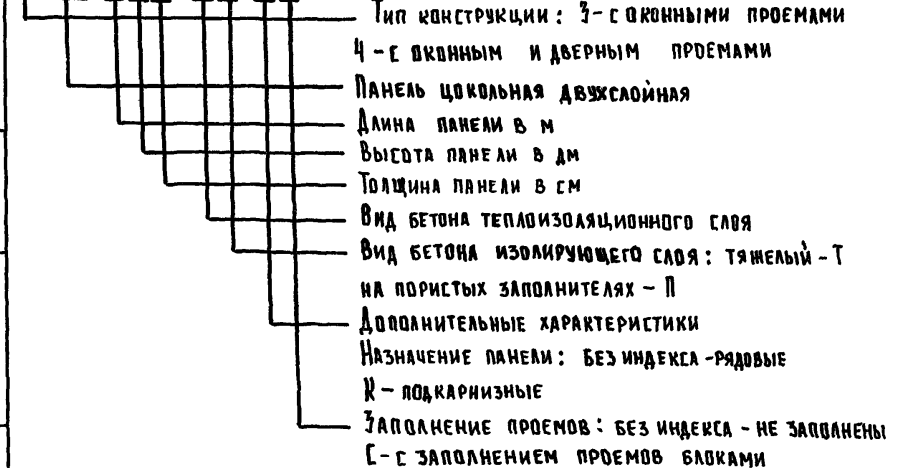 Тип конструкции: 3-с оконными проемами
4-с оконным и дверным проемами
Панель цокольная двухслойная
Длина панели в м
Высота панели в дм
Толщина панели в см
Вид бетона теплоизоляционного слоя
Вид бетона изолирующего слоя: тяжелый-Т
на пористых заполнителях-П
Дополнительные характеристики
Назначение панели: без индекса-рядовые
К-подкарнизные
Заполнение проемов: без индекса-не заполнены
С-с заполнением проемов блоками